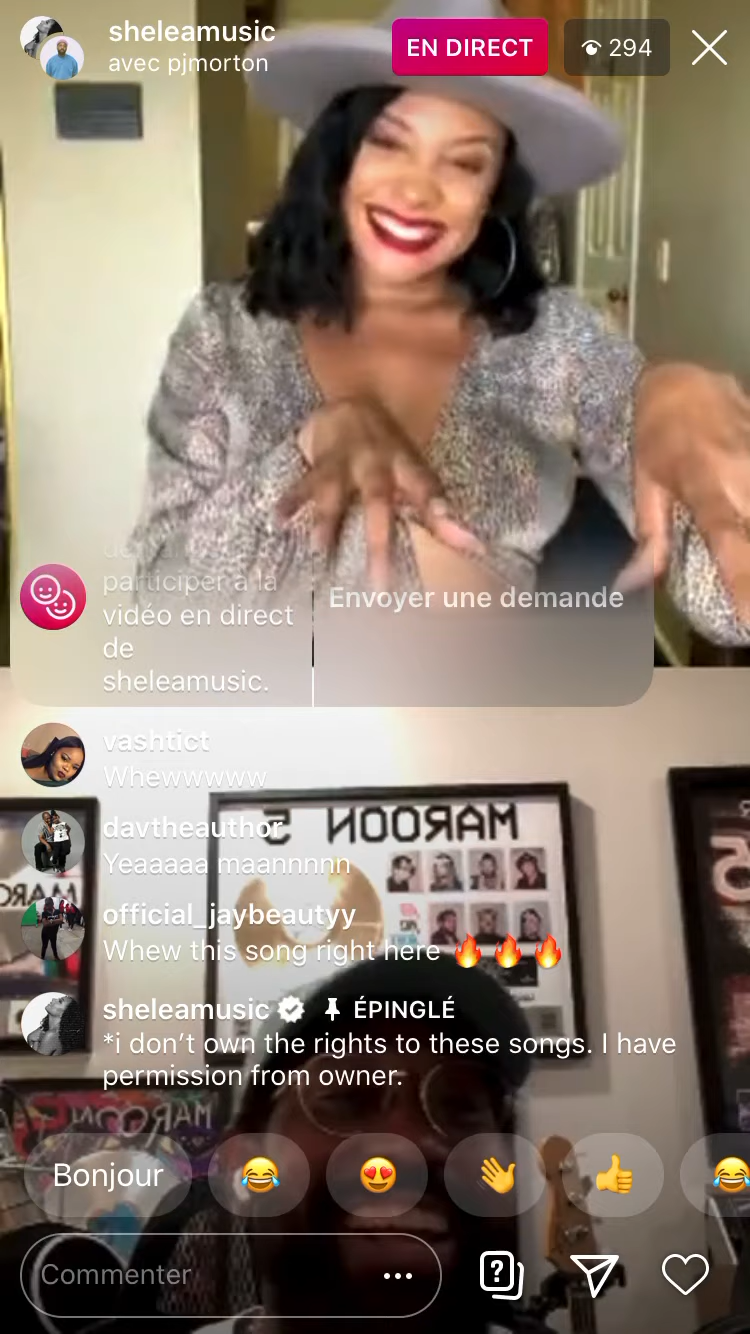 sheleamusic
avec pjmorton
EN DIRECT
294
participer à la
vidéo en direct
de
sheleamusic.
Envoyer une demande
vashtict
Whewwwww
davtheauthor
Yeaaaaa maannnnn
MAROON 5
official_jaybeautyy
Whew this song right here 🔥 🔥 🔥
sheleamusic ÉPINGLÉ
*i don’t own the rights to these songs. I have
permission from owner.
MAROON
Bonjour 😂 😍 👋 👍 😂
Commenter